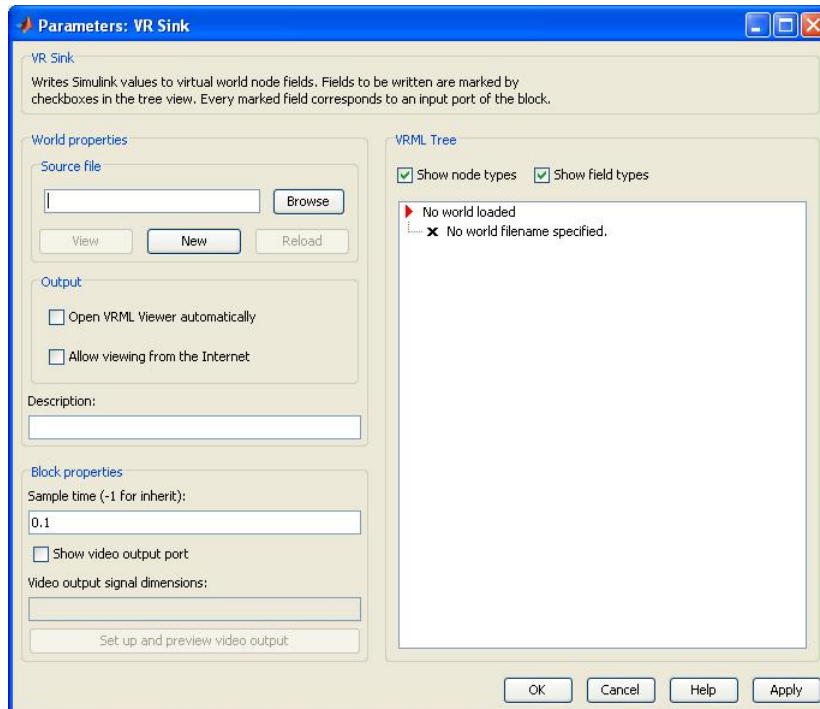 Parameters: VR Sink
VR Sink
Writes Simulink values to virtual world node fields. Fields to be written are marked by
checkboxes in the tree view. Every marked field corresponds to an input port of the block.
World properties
Source file
Browse
View New Reload
Output
Open VRML Viewer automatically
Allow viewing from the Internet
Description:
Block properties
Sample time (-1 for inherit):
0.1
Show video output port
Video output signal dimensions:
Set up and preview video output
VRML Tree
Show node types Show field types
No world loaded
No world filename specified.
OK Cancel Help Apply